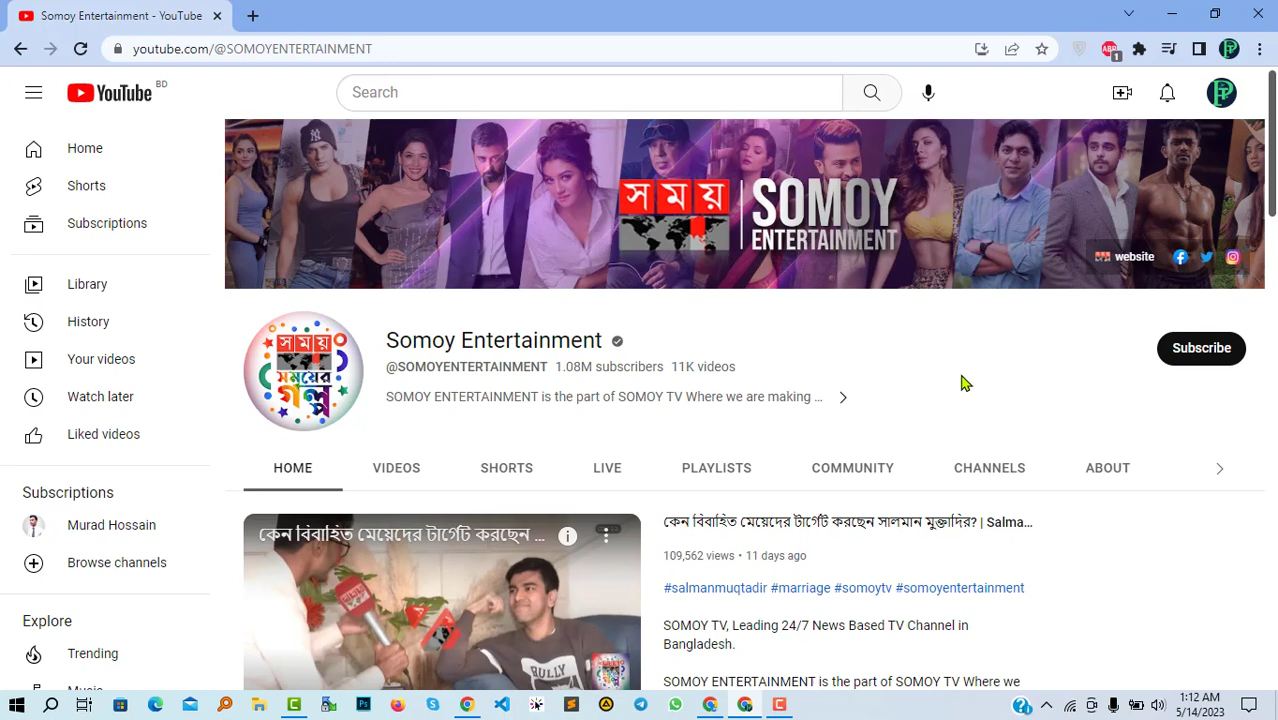 Somoy Entertainment - YouTube
youtube.com/@SOMOYENTERTAINMENT
YouTube BD
Search
Home
Shorts
Subscriptions
Library
History
Your videos
Watch later
Liked videos
Subscriptions
Murad Hossain
Browse channels
Explore
Trending
সময় SOMOY
ENTERTAINMENT
website
সময়
সময়ের
গল্প
Somoy Entertainment
@SOMOYENTERTAINMENT 1.08M subscribers 11K videos
SOMOY ENTERTAINMENT is the part of SOMOY TV Where we are making ...
Subscribe
HOME VIDEOS SHORTS LIVE PLAYLISTS COMMUNITY CHANNELS ABOUT
কেন বিবাহিত মেয়েদের টার্গেট করছেন ...
BULLY
কেন বিবাহিত মেয়েদের টার্গেট করছেন সালমান মুক্তাদির? | Salma...
109,562 views • 11 days ago
#salmanmuqtadir #marriage #somoytv #somoyentertainment
SOMOY TV, Leading 24/7 News Based TV Channel in
Bangladesh.
SOMOY ENTERTAINMENT is the part of SOMOY TV Where we
1:12 AM
5/14/2023